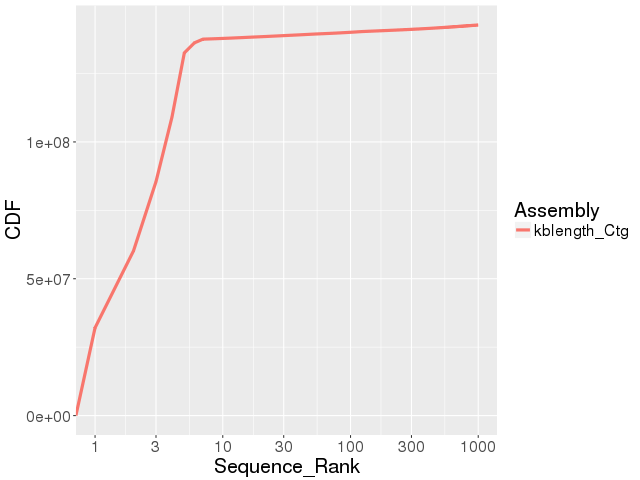 CDF
1e+08
5e+07
0e+00
1 3 10 30 100 300 1000
Sequence_Rank
Assembly
kblength_Ctg